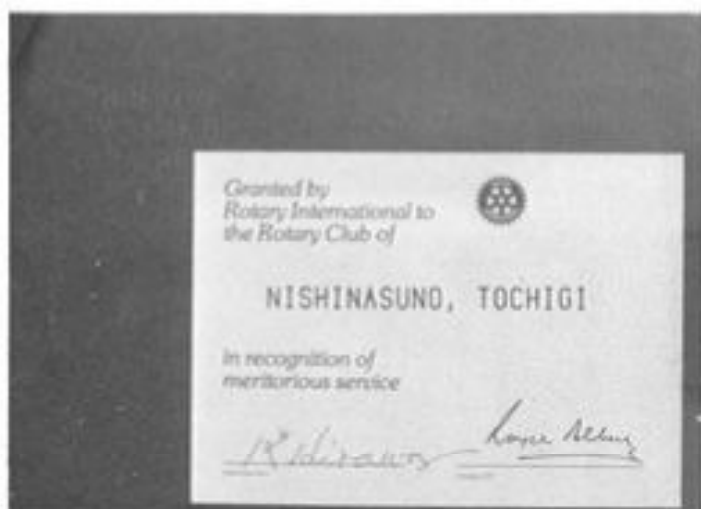 Granted by
Rotary International to
the Rotary Club of
NISHINASUNO, TOCHIGI
in recognition of
meritorious service